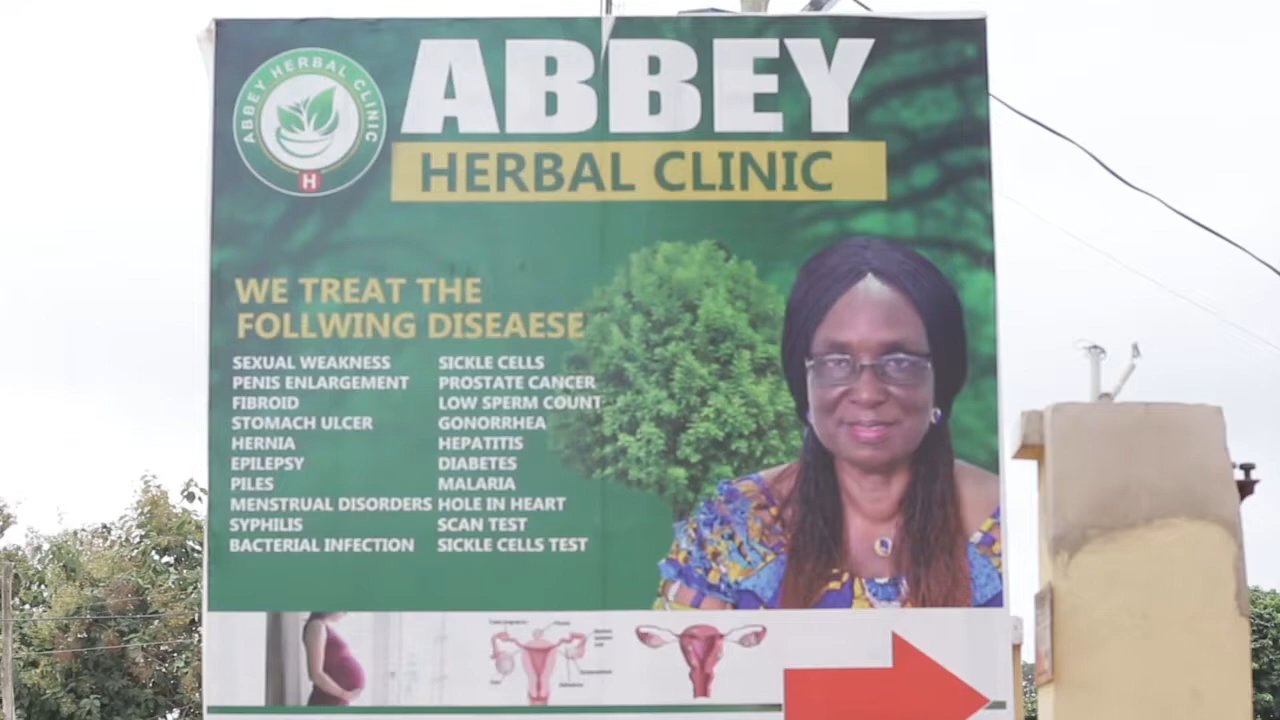 ABBEY HERBAL CLINIC
H
ABBEY
HERBAL CLINIC
WE TREAT THE
FOLLWING DISEAESE
SEXUAL WEAKNESS
PENIS ENLARGEMENT
FIBROID
STOMACH ULCER
HERNIA
EPILEPSY
PILES
MENSTRUAL DISORDERS
SYPHILIS
BACTERIAL INFECTION
SICKLE CELLS
PROSTATE CANCER
LOW SPERM COUNT
GONORRHEA
HEPATITIS
DIABETES
MALARIA
HOLE IN HEART
SCAN TEST
SICKLE CELLS TEST